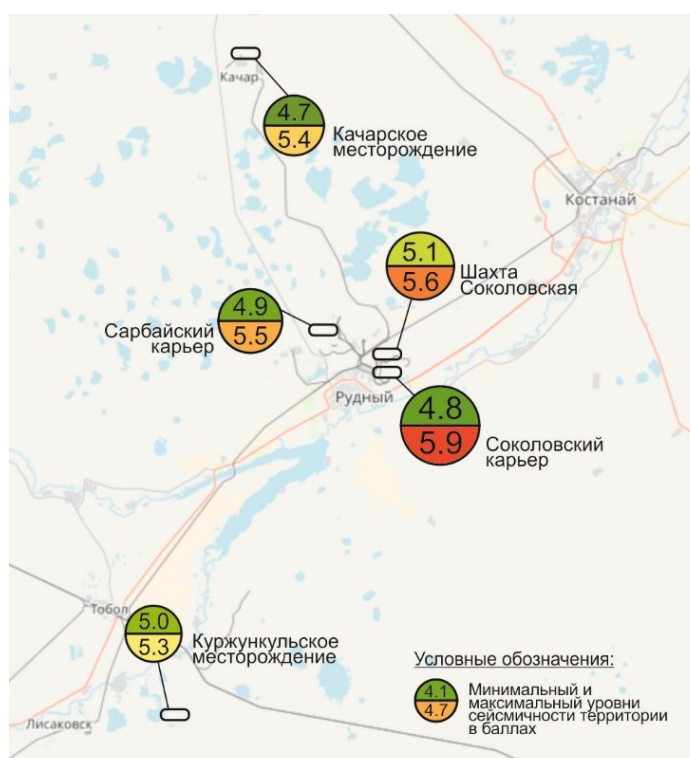 Качар
4.7
5.4
Качарское
месторождение
Костанай
5.1
5.6
Шахта
Соколовская
4.9
5.5
Сарбайский
карьер
Рудный
4.8
5.9
Соколовский
карьер
Тобол
5.0
5.3
Куржункульское
месторождение
Лисаковск
Условные обозначения:
4.1
4.7
Минимальный и
максимальный уровни
сейсмичности территории
в баллах